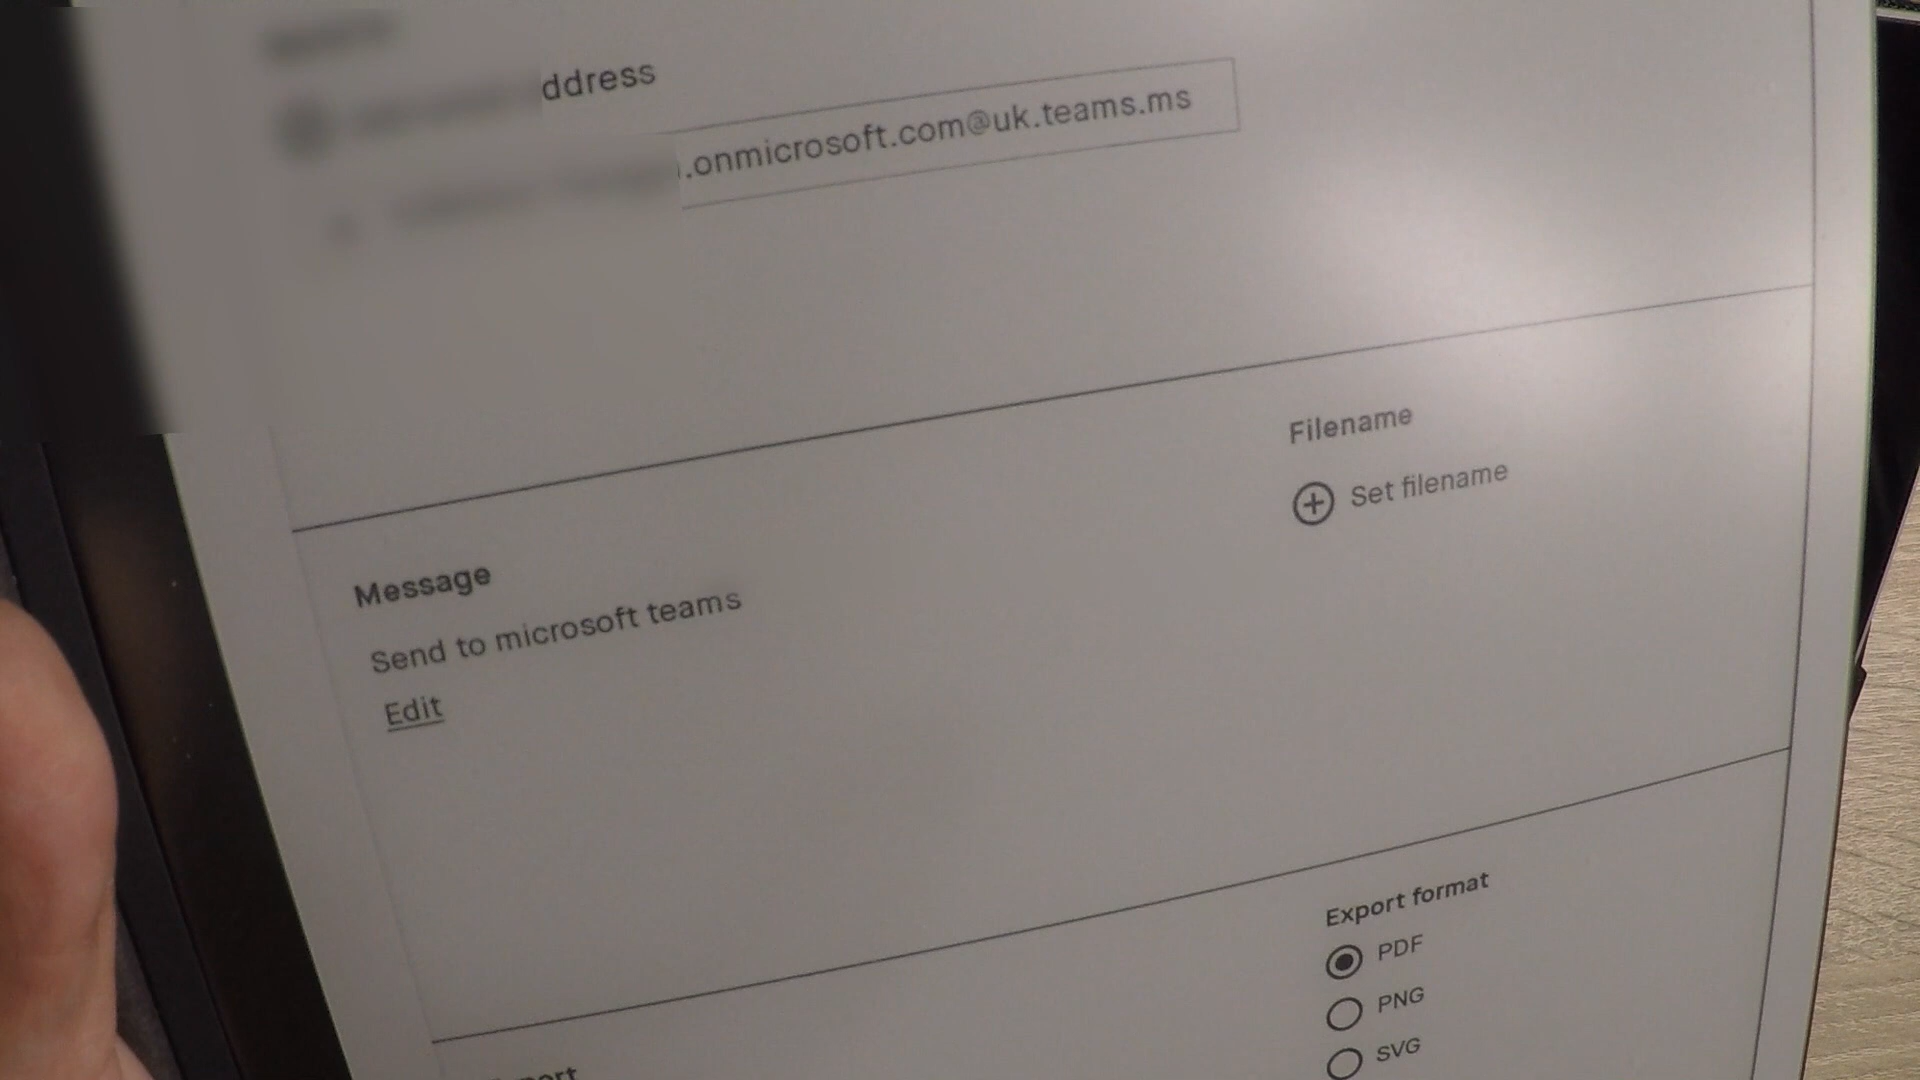 ddress
.onmicrosoft.com@uk.teams.ms
Filename
Set filename
Message
Send to microsoft teams
Edit
Export format
PDF
PNG
SVG